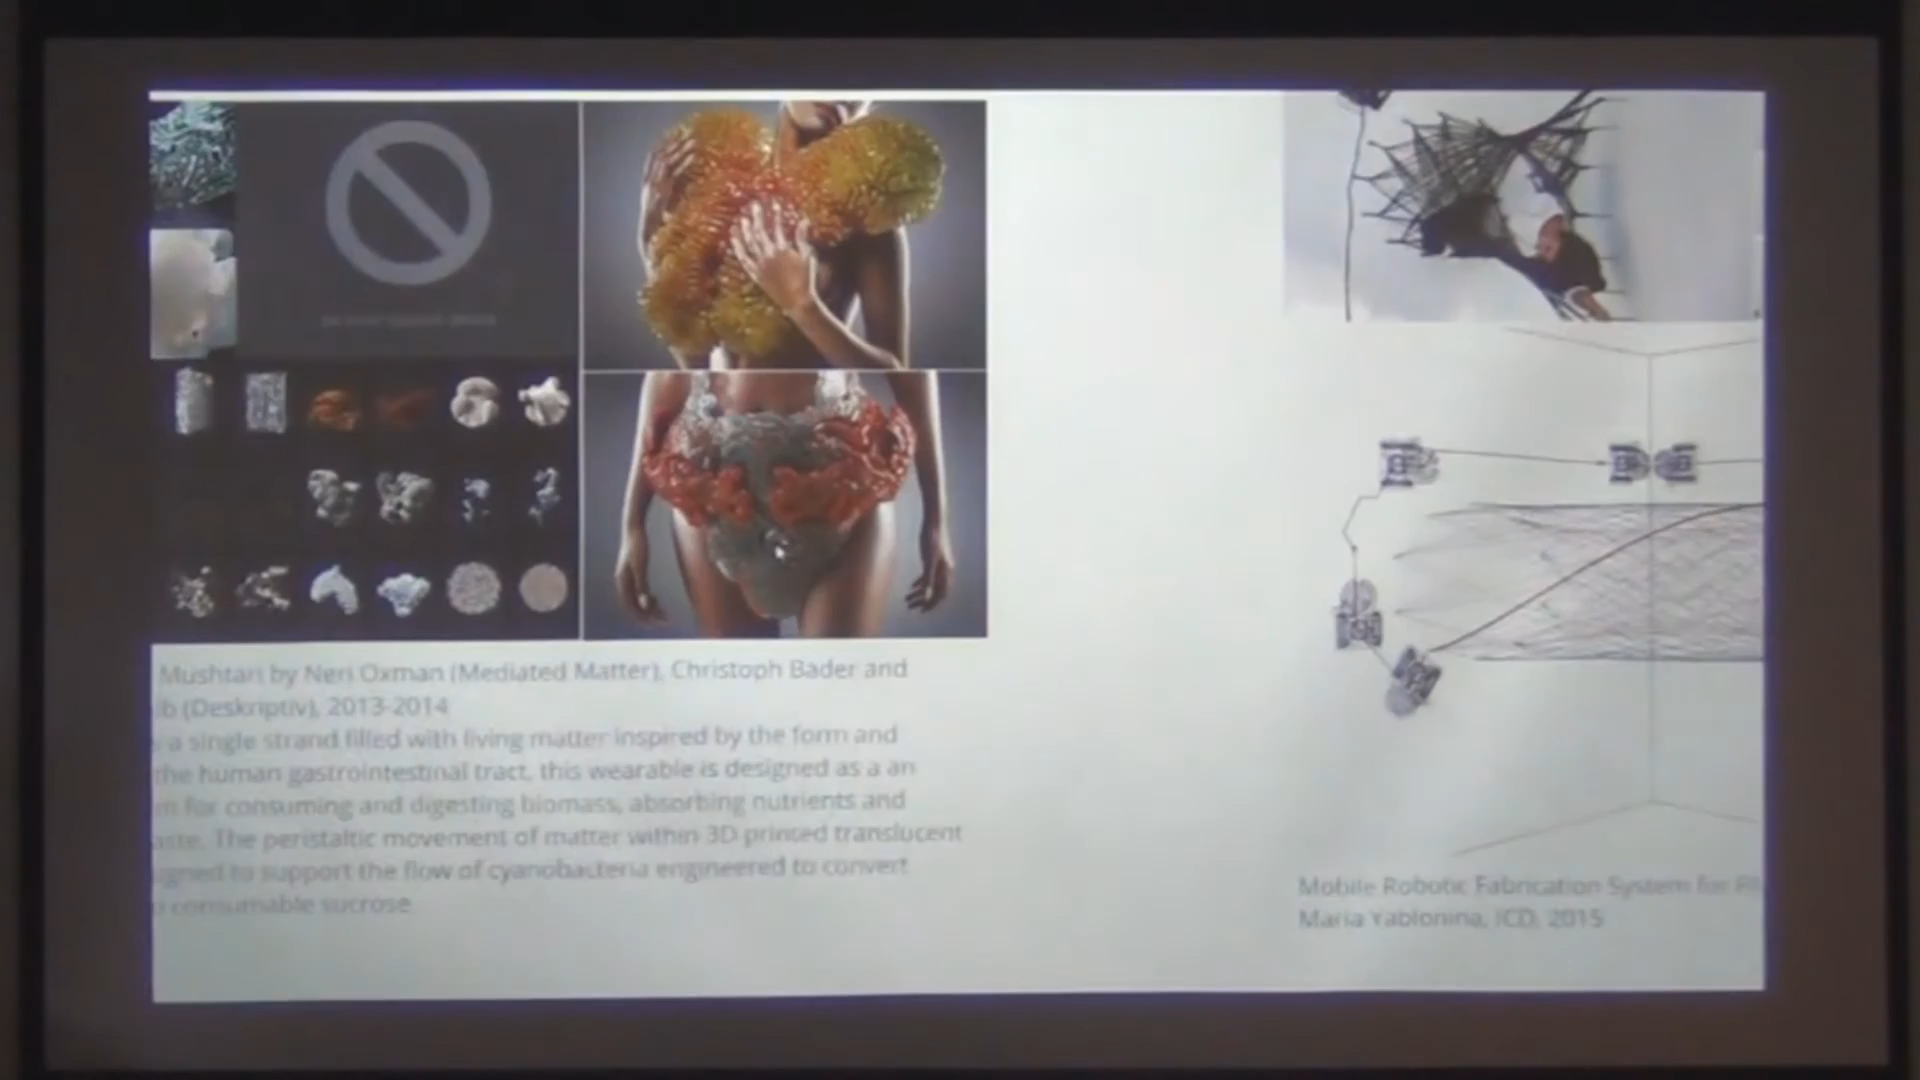 Mushtari by Neri Oxman (Mediated Matter), Christoph Bader and
b (Deskriptiv), 2013-2014
a single strand filled with living matter inspired by the form and
the human gastrointestinal tract, this wearable is designed as a an
m for consuming and digesting biomass, absorbing nutrients and
aste. The peristaltic movement of matter within 3D printed translucent
igned to support the flow of cyanobacteria engineered to convert
consumable sucrose
Mobile Robotic Fabrication System for Fil
Maria Yablonina, ICD, 2015